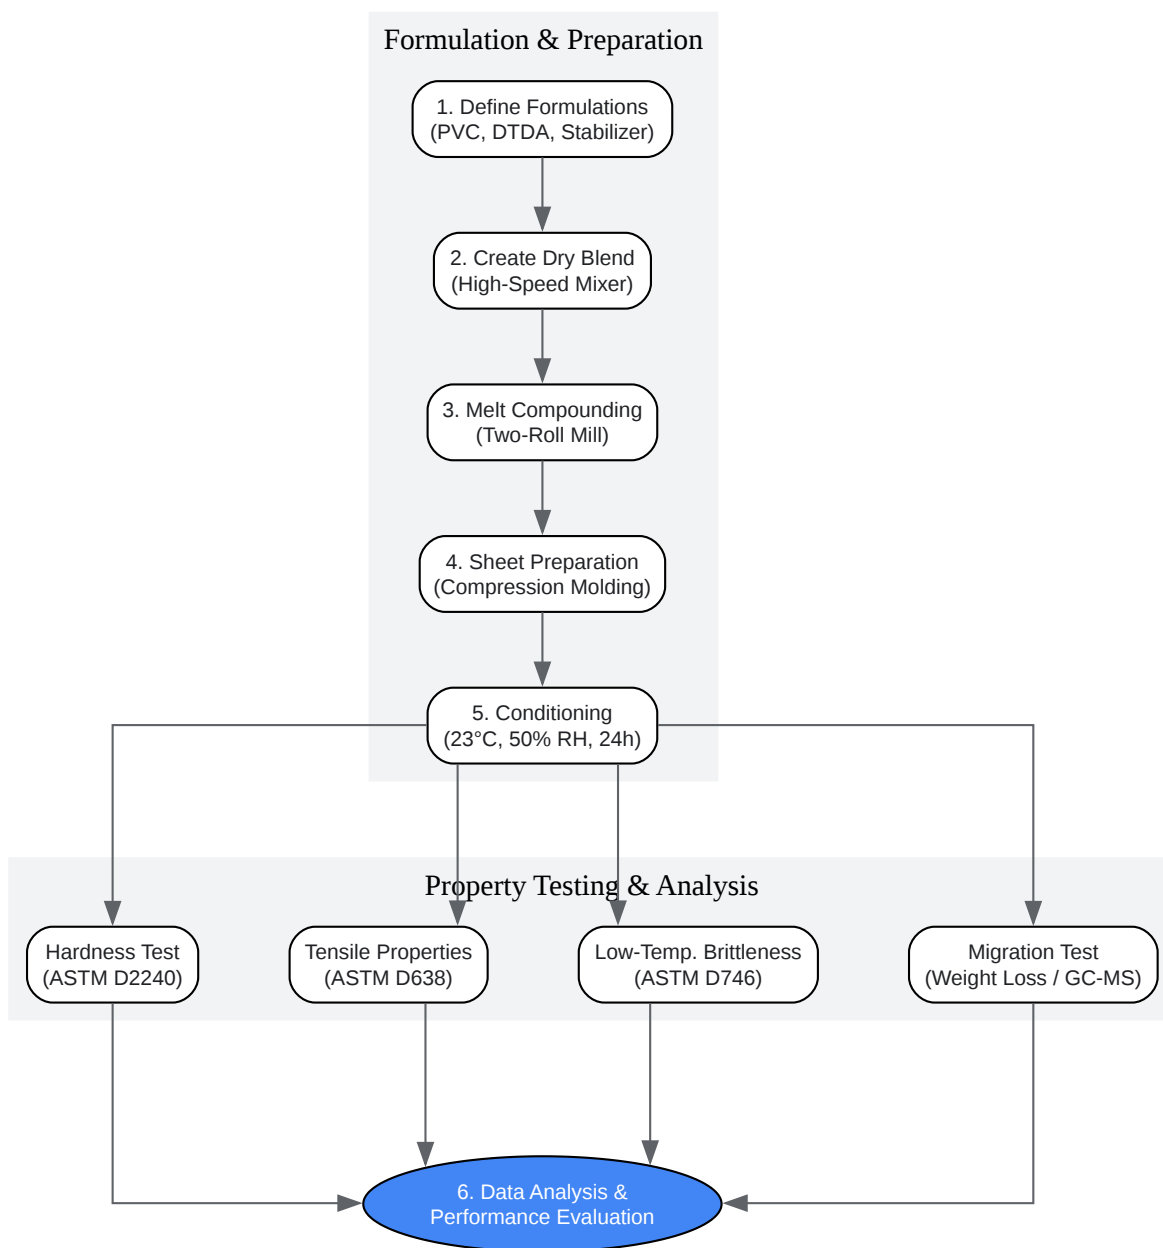 Formulation & Preparation
1. Define Formulations
(PVC, DTDA, Stabilizer)
2. Create Dry Blend
(High-Speed Mixer)
3. Melt Compounding
(Two-Roll Mill)
4. Sheet Preparation
(Compression Molding)
5. Conditioning
(23°C, 50% RH, 24h)
Property Testing & Analysis
Hardness Test
(ASTM D2240)
Tensile Properties
(ASTM D638)
Low-Temp. Brittleness
(ASTM D746)
Migration Test
(Weight Loss / GC-MS)
6. Data Analysis &
Performance Evaluation